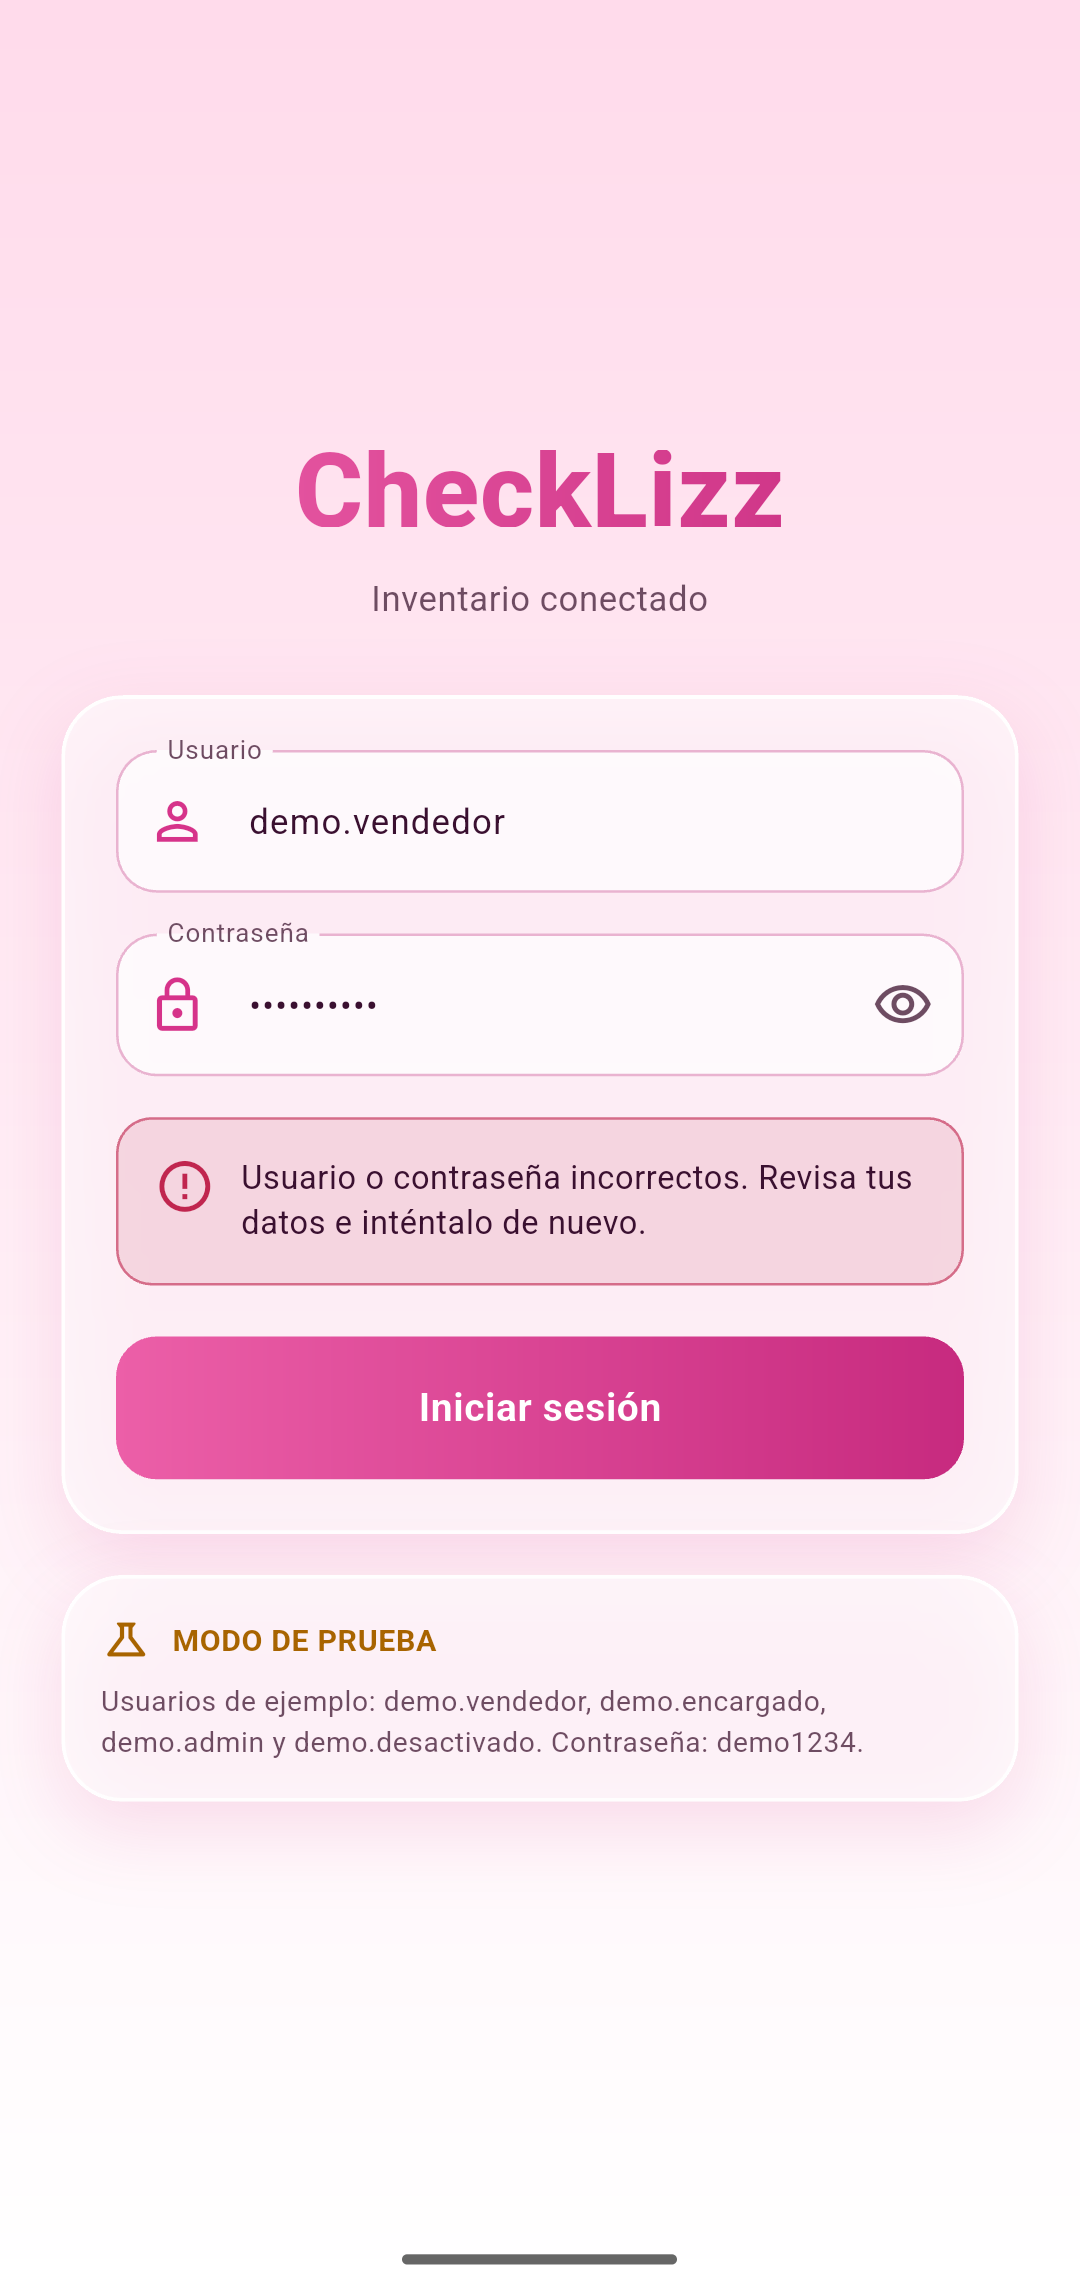 CheckLizz
Inventario conectado
Usuario
demo.vendedor
Contraseña
••••••••••
Usuario o contraseña incorrectos. Revisa tus
datos e inténtalo de nuevo.
Iniciar sesión
MODO DE PRUEBA
Usuarios de ejemplo: demo.vendedor, demo.encargado,
demo.admin y demo.desactivado. Contraseña: demo1234.